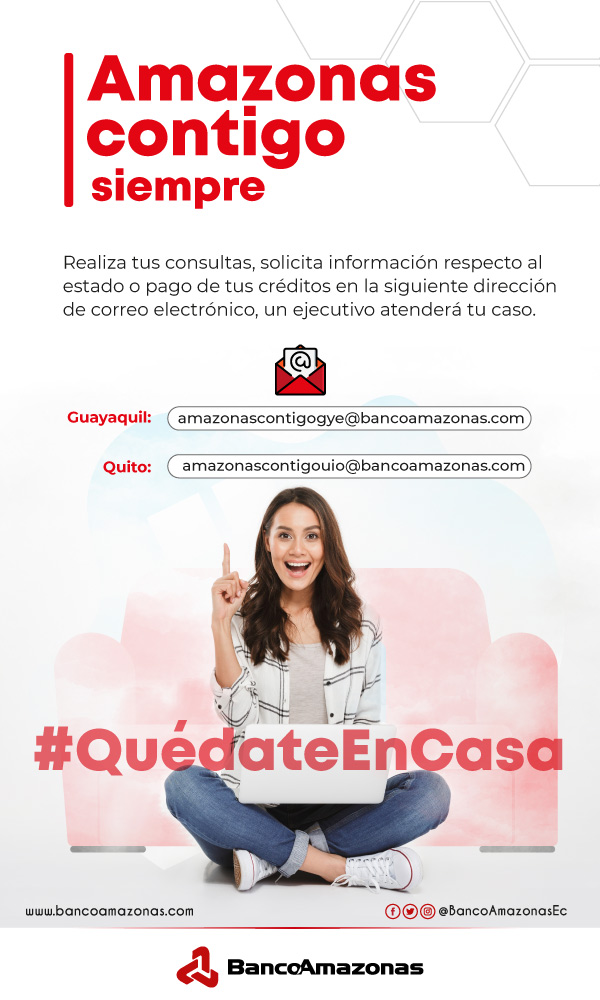 Amazonas
contigo
siempre
Realiza tus consultas, solicita información respecto al
estado o pago de tus créditos en la siguiente dirección
de correo electrónico, un ejecutivo atenderá tu caso.
@
Guayaquil: amazonascontigogye@bancoamazonas.com
Quito: amazonascontigouio@bancoamazonas.com
#QuédateEnCasa
www.bancoamazonas.com @BancoAmazonasEc
BancoAmazonas